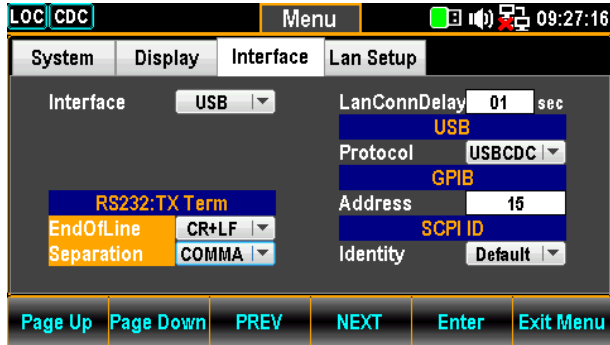 LOC CDC Menu 09:27:16
System Display Interface Lan Setup
Interface USB LanConnDelay 01 sec
USB
Protocol USBCDC
GPIB
RS232:TX Term Address 15
EndOfLine CR+LF SCPI ID
Separation COMMA Identity Default
Page Up Page Down PREV NEXT Enter Exit Menu